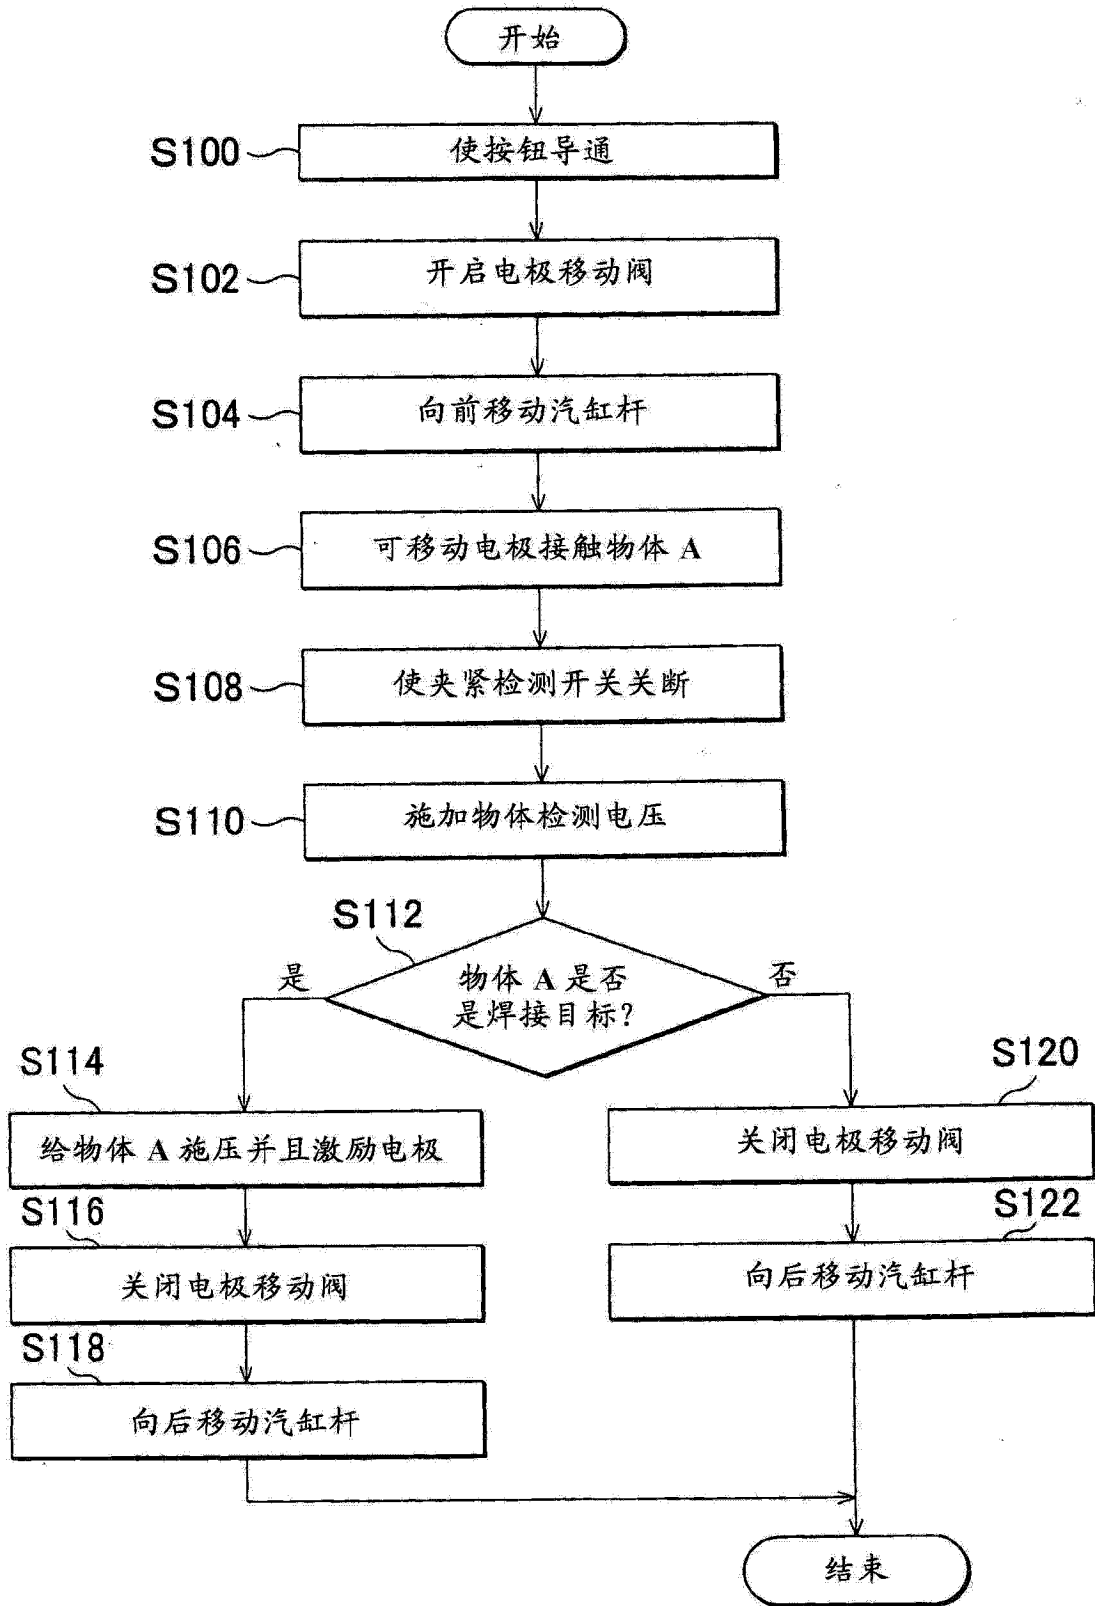 开始
S100
使按钮导通
S102
开启电极移动阀
S104
向前移动汽缸杆
S106
可移动电极接触物体 A
S108
使夹紧检测开关关断
S110
施加物体检测电压
S112
物体 A 是否
是焊接目标?
是
否
S114
给物体 A 施压并且激励电极
S116
关闭电极移动阀
S118
向后移动汽缸杆
S120
关闭电极移动阀
S122
向后移动汽缸杆
结束